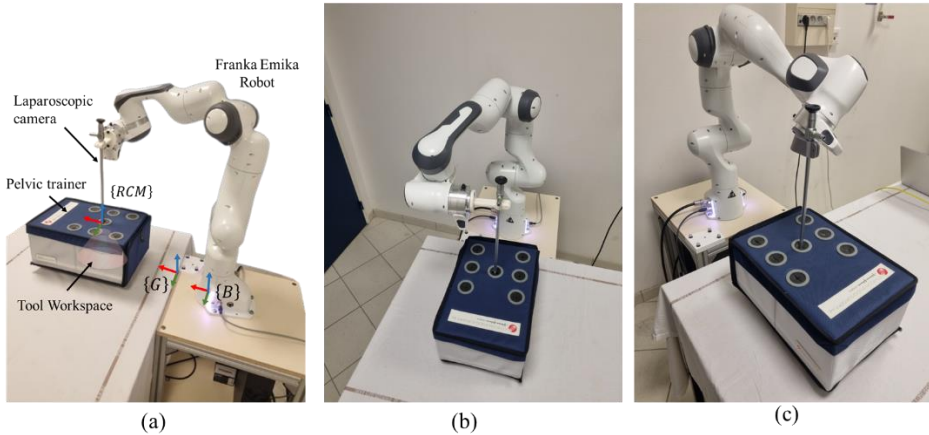 Franka Emika
Robot
Laparoscopic
camera
Pelvic trainer
{RCM}
Tool Workspace
{G}
{B}
(a)
(b)
(c)